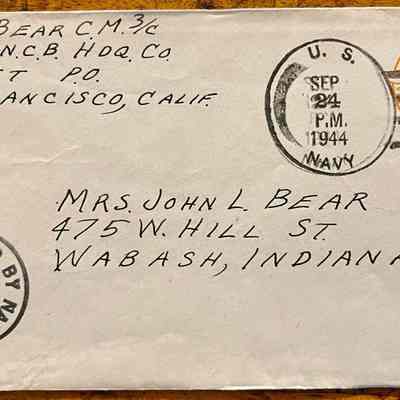 BEAR C.M. 3/C
N.C.B. HDQ. CO
T P.O.
ANCISCO, CALIF.
U. S.
SEP
24
P.M.
1944
NAVY
MRS. JOHN L. BEAR
475 W. HILL ST.
WABASH, INDIANA
BY NA